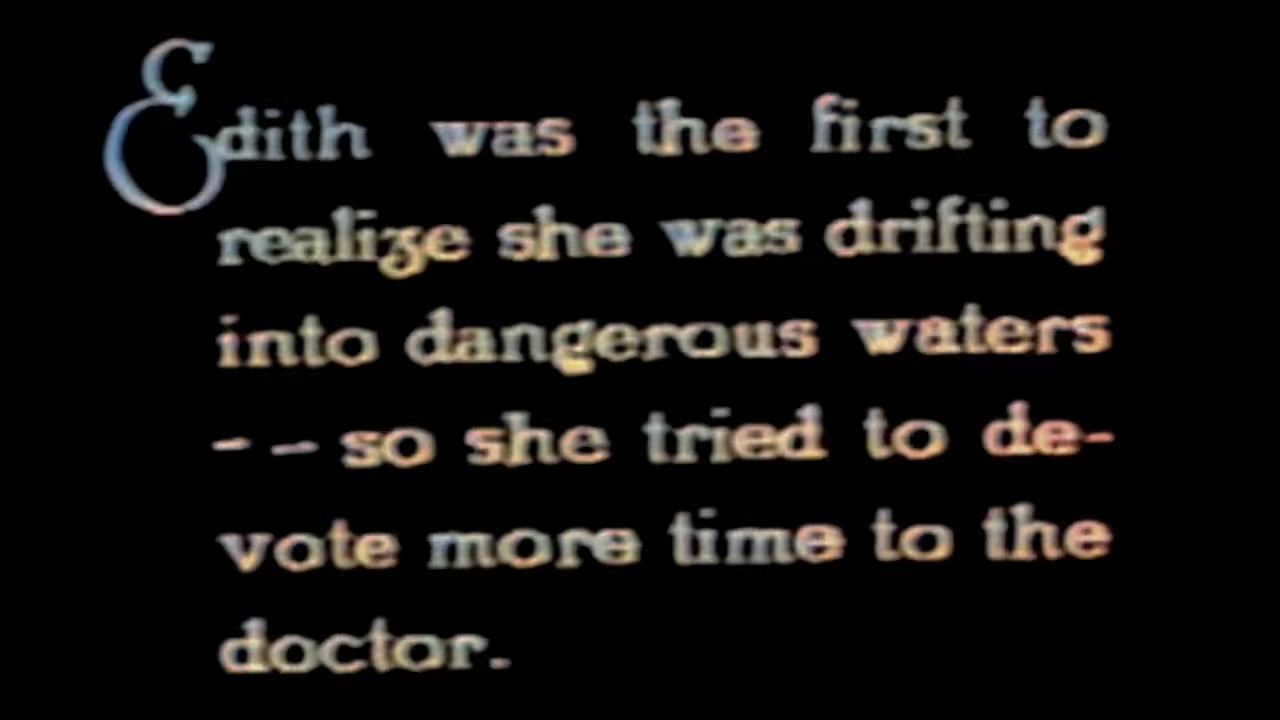 Edith was the first to
realize she was drifting
into dangerous waters
- - so she tried to de-
vote more time to the
doctor.